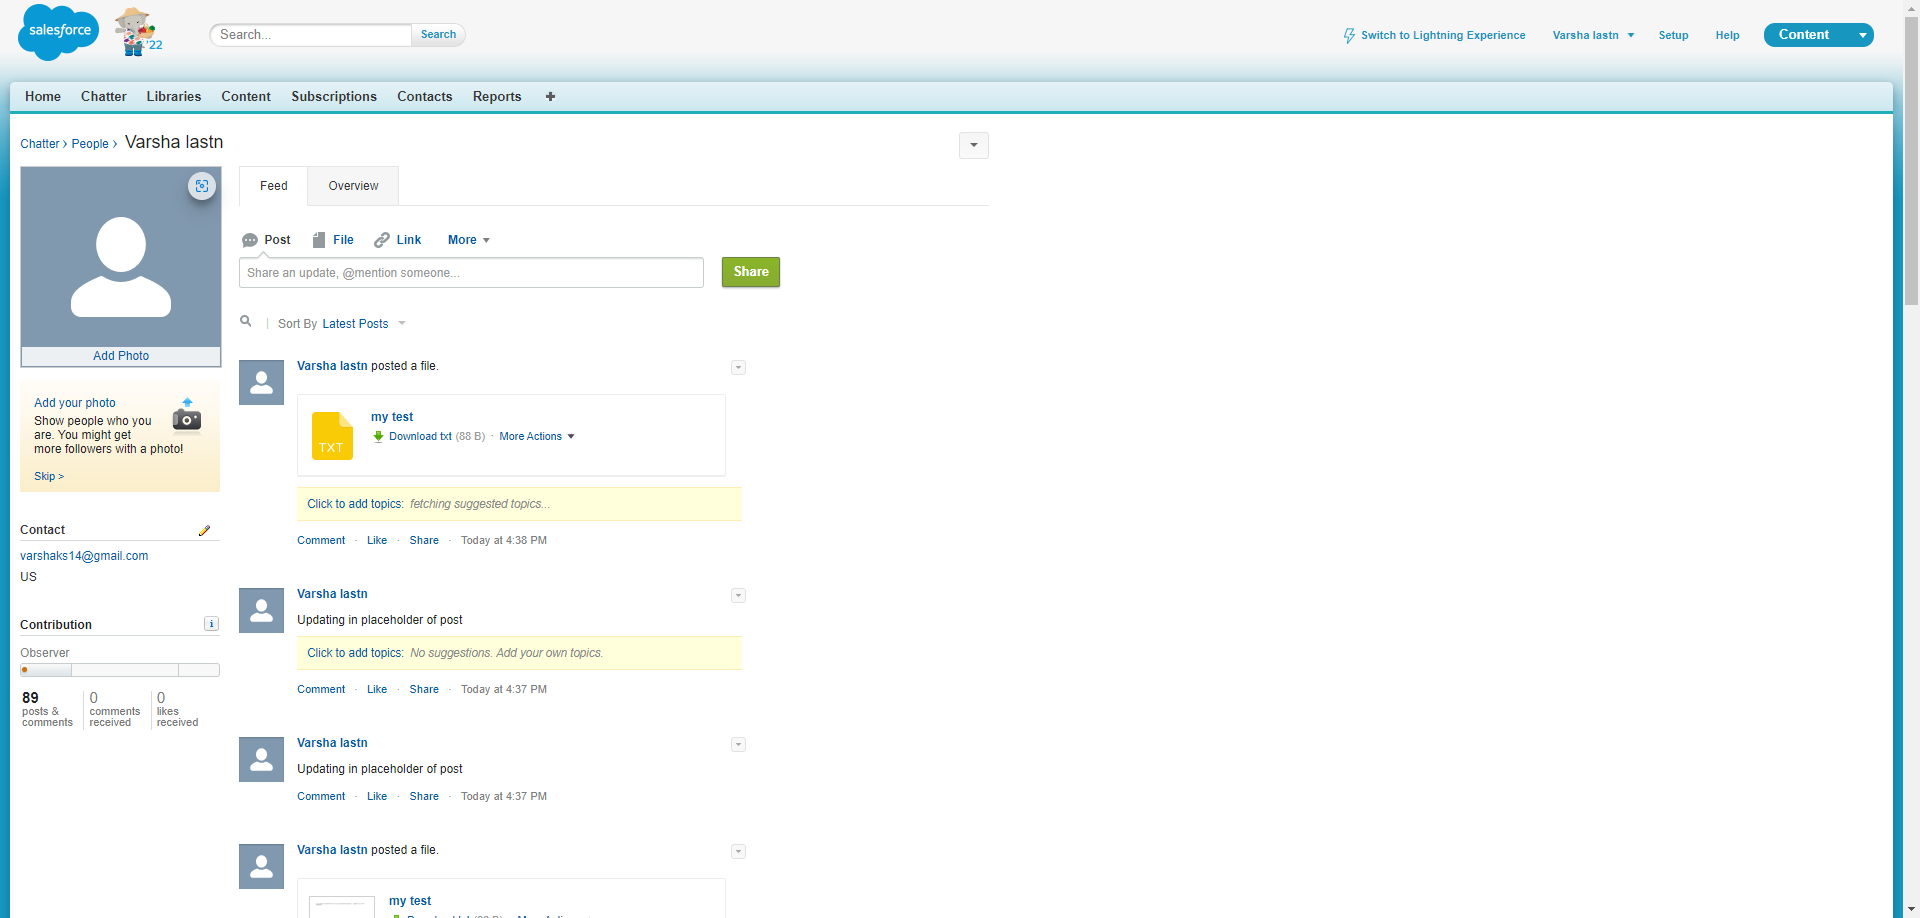 salesforce
'22
Search...
Search
Switch to Lightning Experience
Varsha lastn
Setup
Help
Content
Home
Chatter
Libraries
Content
Subscriptions
Contacts
Reports
Chatter › People › Varsha lastn
Feed
Overview
Post
File
Link
More
Share an update, @mention someone...
Share
Sort By Latest Posts
Add Photo
Add your photo
Show people who you
are. You might get
more followers with a photo!
Skip >
Contact
varshaks14@gmail.com
US
Contribution
i
Observer
89
posts &
comments
0
comments
received
0
likes
received
Varsha lastn posted a file.
TXT
my test
Download txt (88 B) · More Actions
Click to add topics: fetching suggested topics...
Comment · Like · Share · Today at 4:38 PM
Varsha lastn
Updating in placeholder of post
Click to add topics: No suggestions. Add your own topics.
Comment · Like · Share · Today at 4:37 PM
Varsha lastn
Updating in placeholder of post
Comment · Like · Share · Today at 4:37 PM
Varsha lastn posted a file.
my test